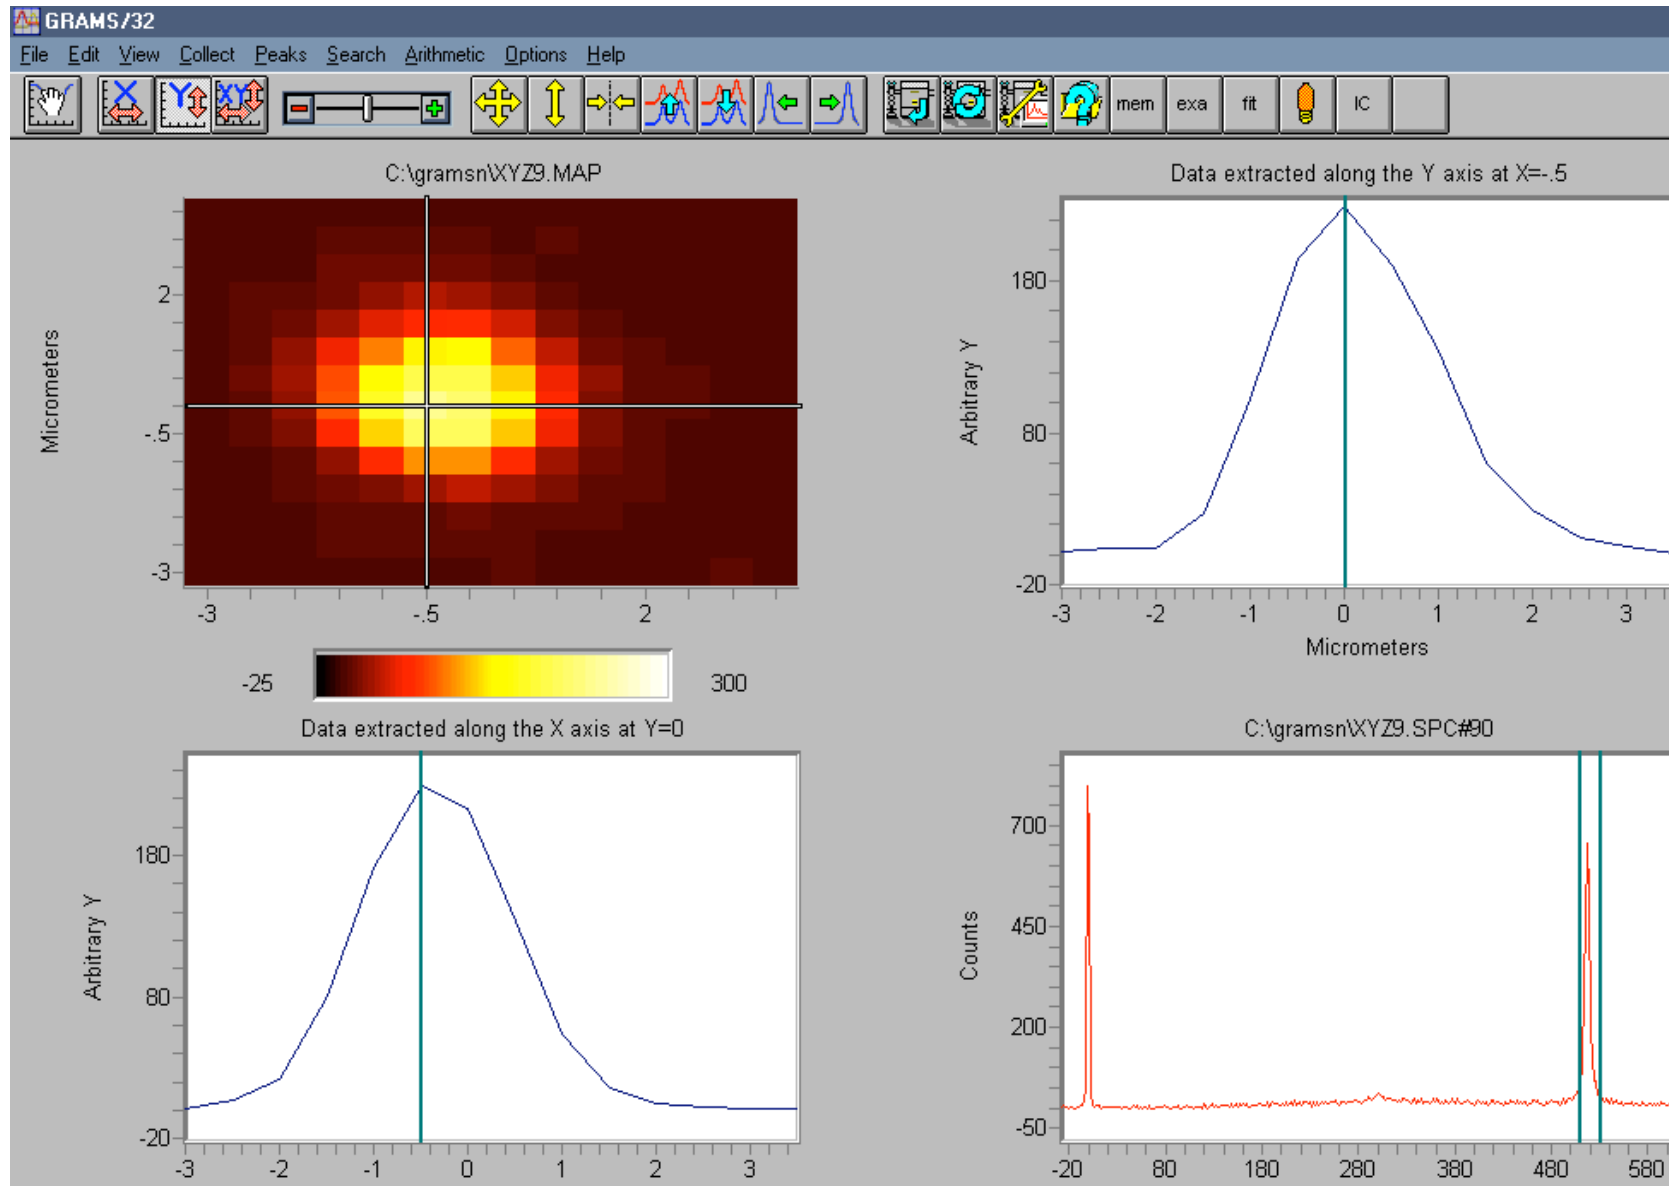 GRAMS/32
File Edit View Collect Peaks Search Arithmetic Options Help
X Y XY mem exa fit IC
C:\gramsn\XYZ9.MAP
Micrometers
2
-.5
-3
-3 -.5 2
-25 300
Data extracted along the Y axis at X=-.5
Arbitrary Y
180
80
-20
-3 -2 -1 0 1 2 3
Micrometers
Data extracted along the X axis at Y=0
Arbitrary Y
180
80
-20
-3 -2 -1 0 1 2 3
C:\gramsn\XYZ9.SPC#90
Counts
700
450
200
-50
-20 80 180 280 380 480 580